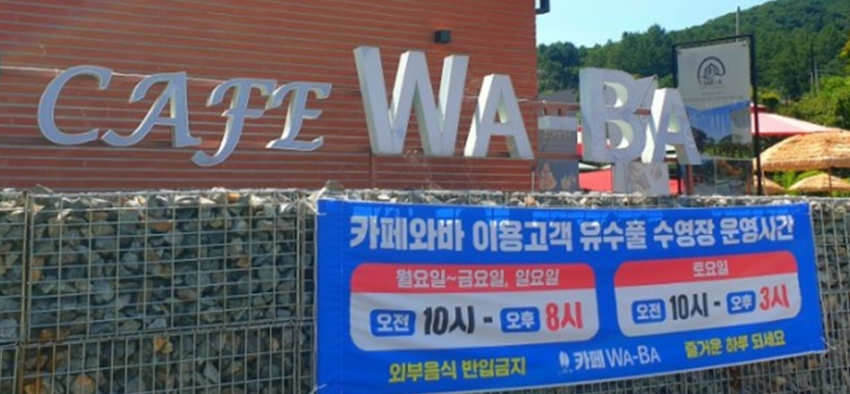 CAFE WA-BA
카페와바 이용고객 유수풀 수영장 운영시간
월요일~금요일, 일요일
오전 10시 - 오후 8시
토요일
오전 10시 - 오후 3시
외부음식 반입금지
카페 WA-BA
즐거운 하루 되세요